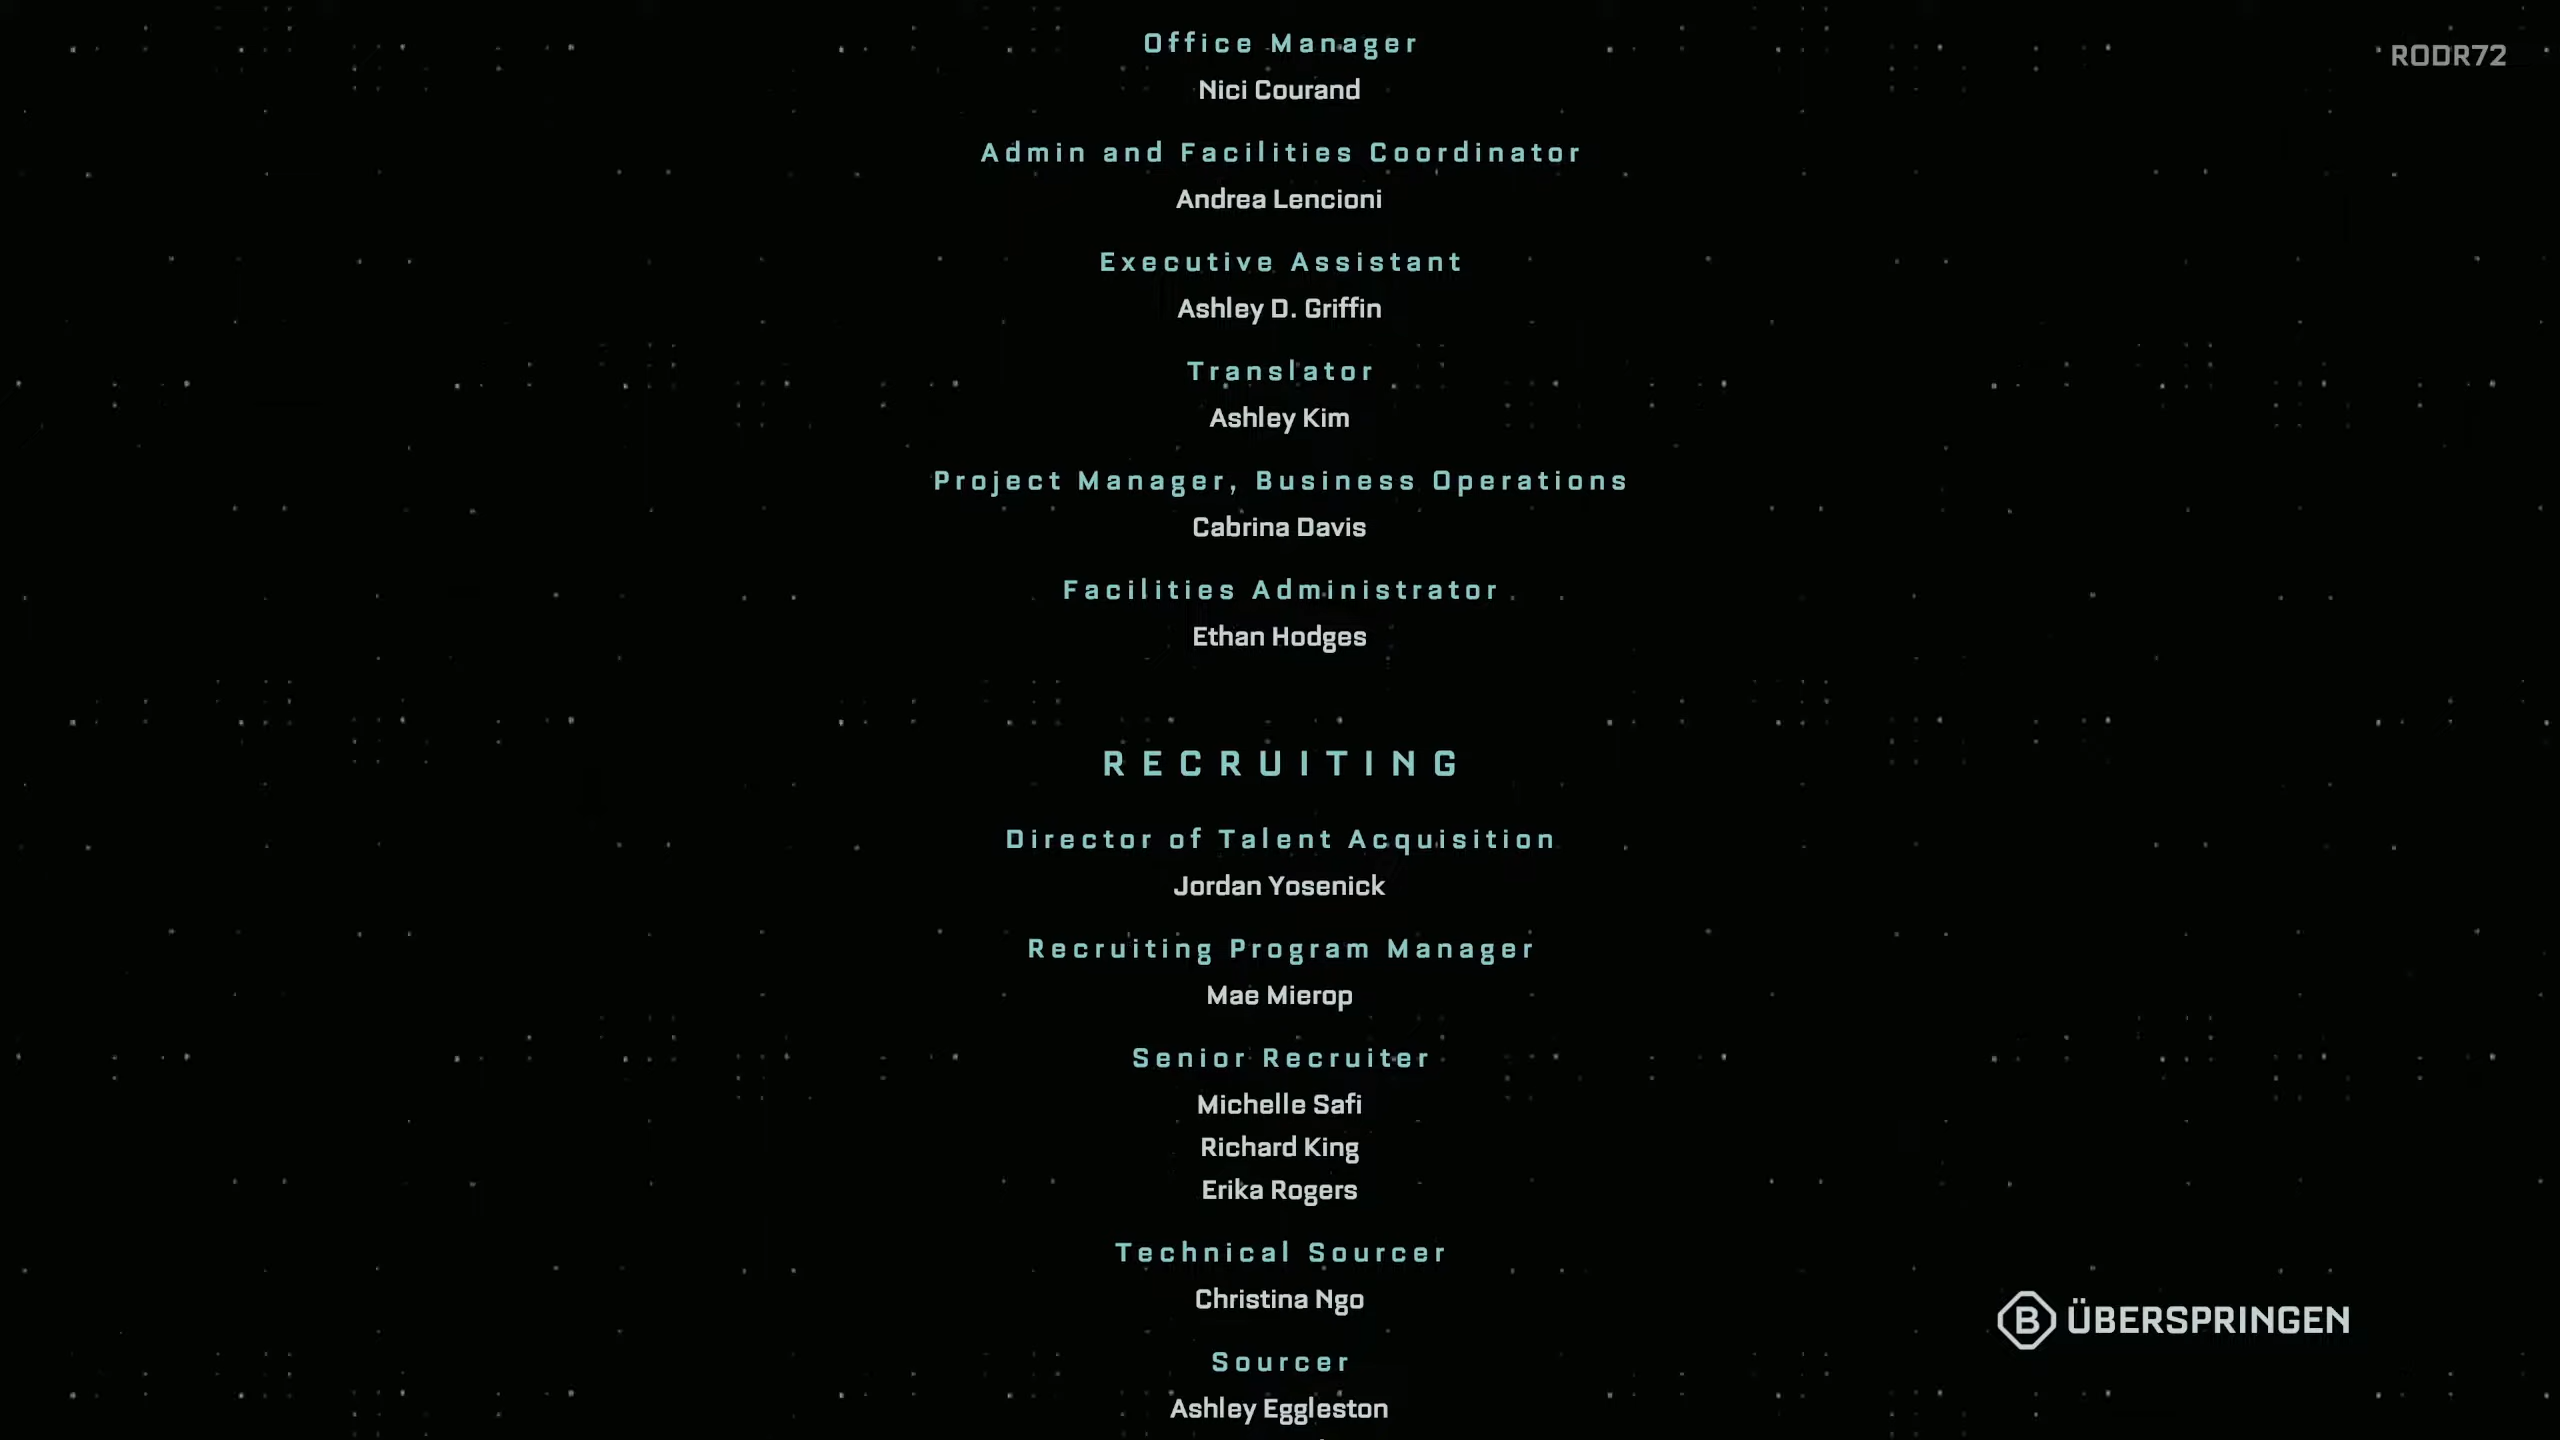 Office Manager
RODR72
Nici Courand
Admin and Facilities Coordinator
Andrea Lencioni
Executive Assistant
Ashley D. Griffin
Translator
Ashley Kim
Project Manager, Business Operations
Cabrina Davis
Facilities Administrator
Ethan Hodges
RECRUITING
Director of Talent Acquisition
Jordan Yosenick
Recruiting Program Manager
Mae Mierop
Senior Recruiter
Michelle Safi
Richard King
Erika Rogers
Technical Sourcer
Christina Ngo
B ÜBERSPRINGEN
Sourcer
Ashley Eggleston